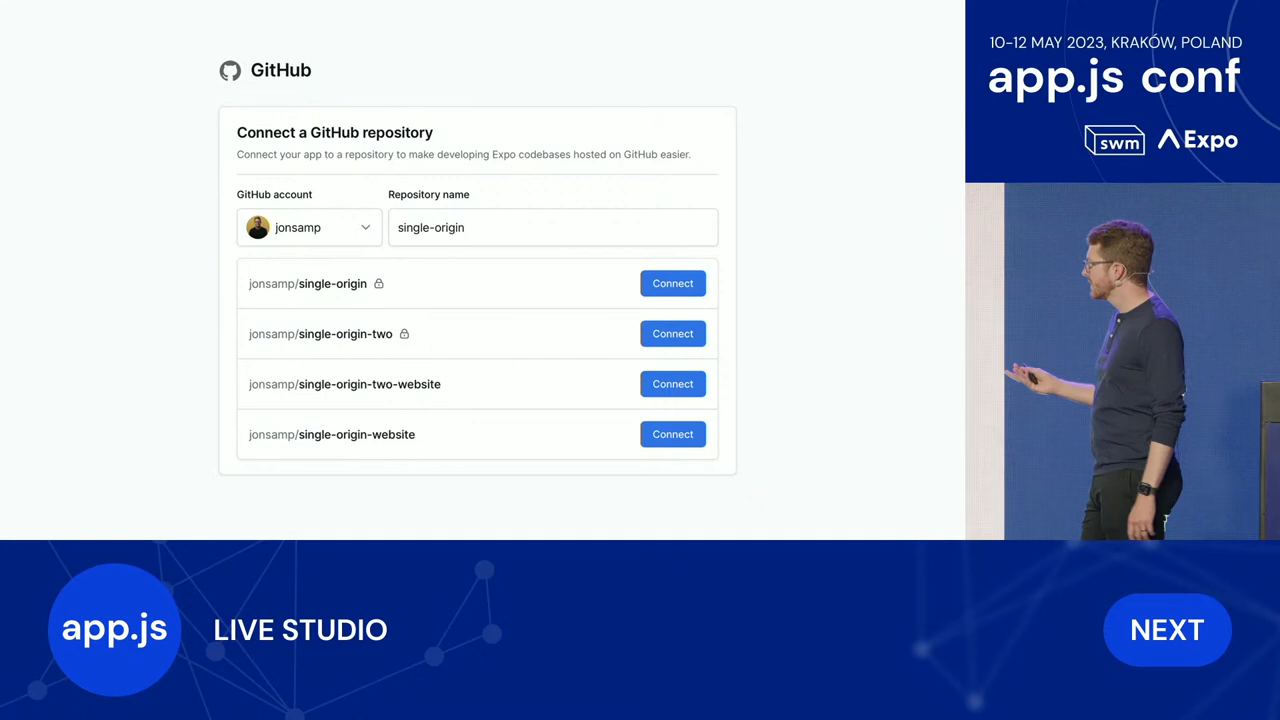 GitHub
Connect a GitHub repository
Connect your app to a repository to make developing Expo codebases hosted on GitHub easier.
GitHub account
Repository name
jonsamp
single-origin
jonsamp/single-origin
Connect
jonsamp/single-origin-two
Connect
jonsamp/single-origin-two-website
Connect
jonsamp/single-origin-website
Connect
10-12 MAY 2023, KRAKÓW, POLAND
app.js conf
swm
Expo
app.js
LIVE STUDIO
NEXT